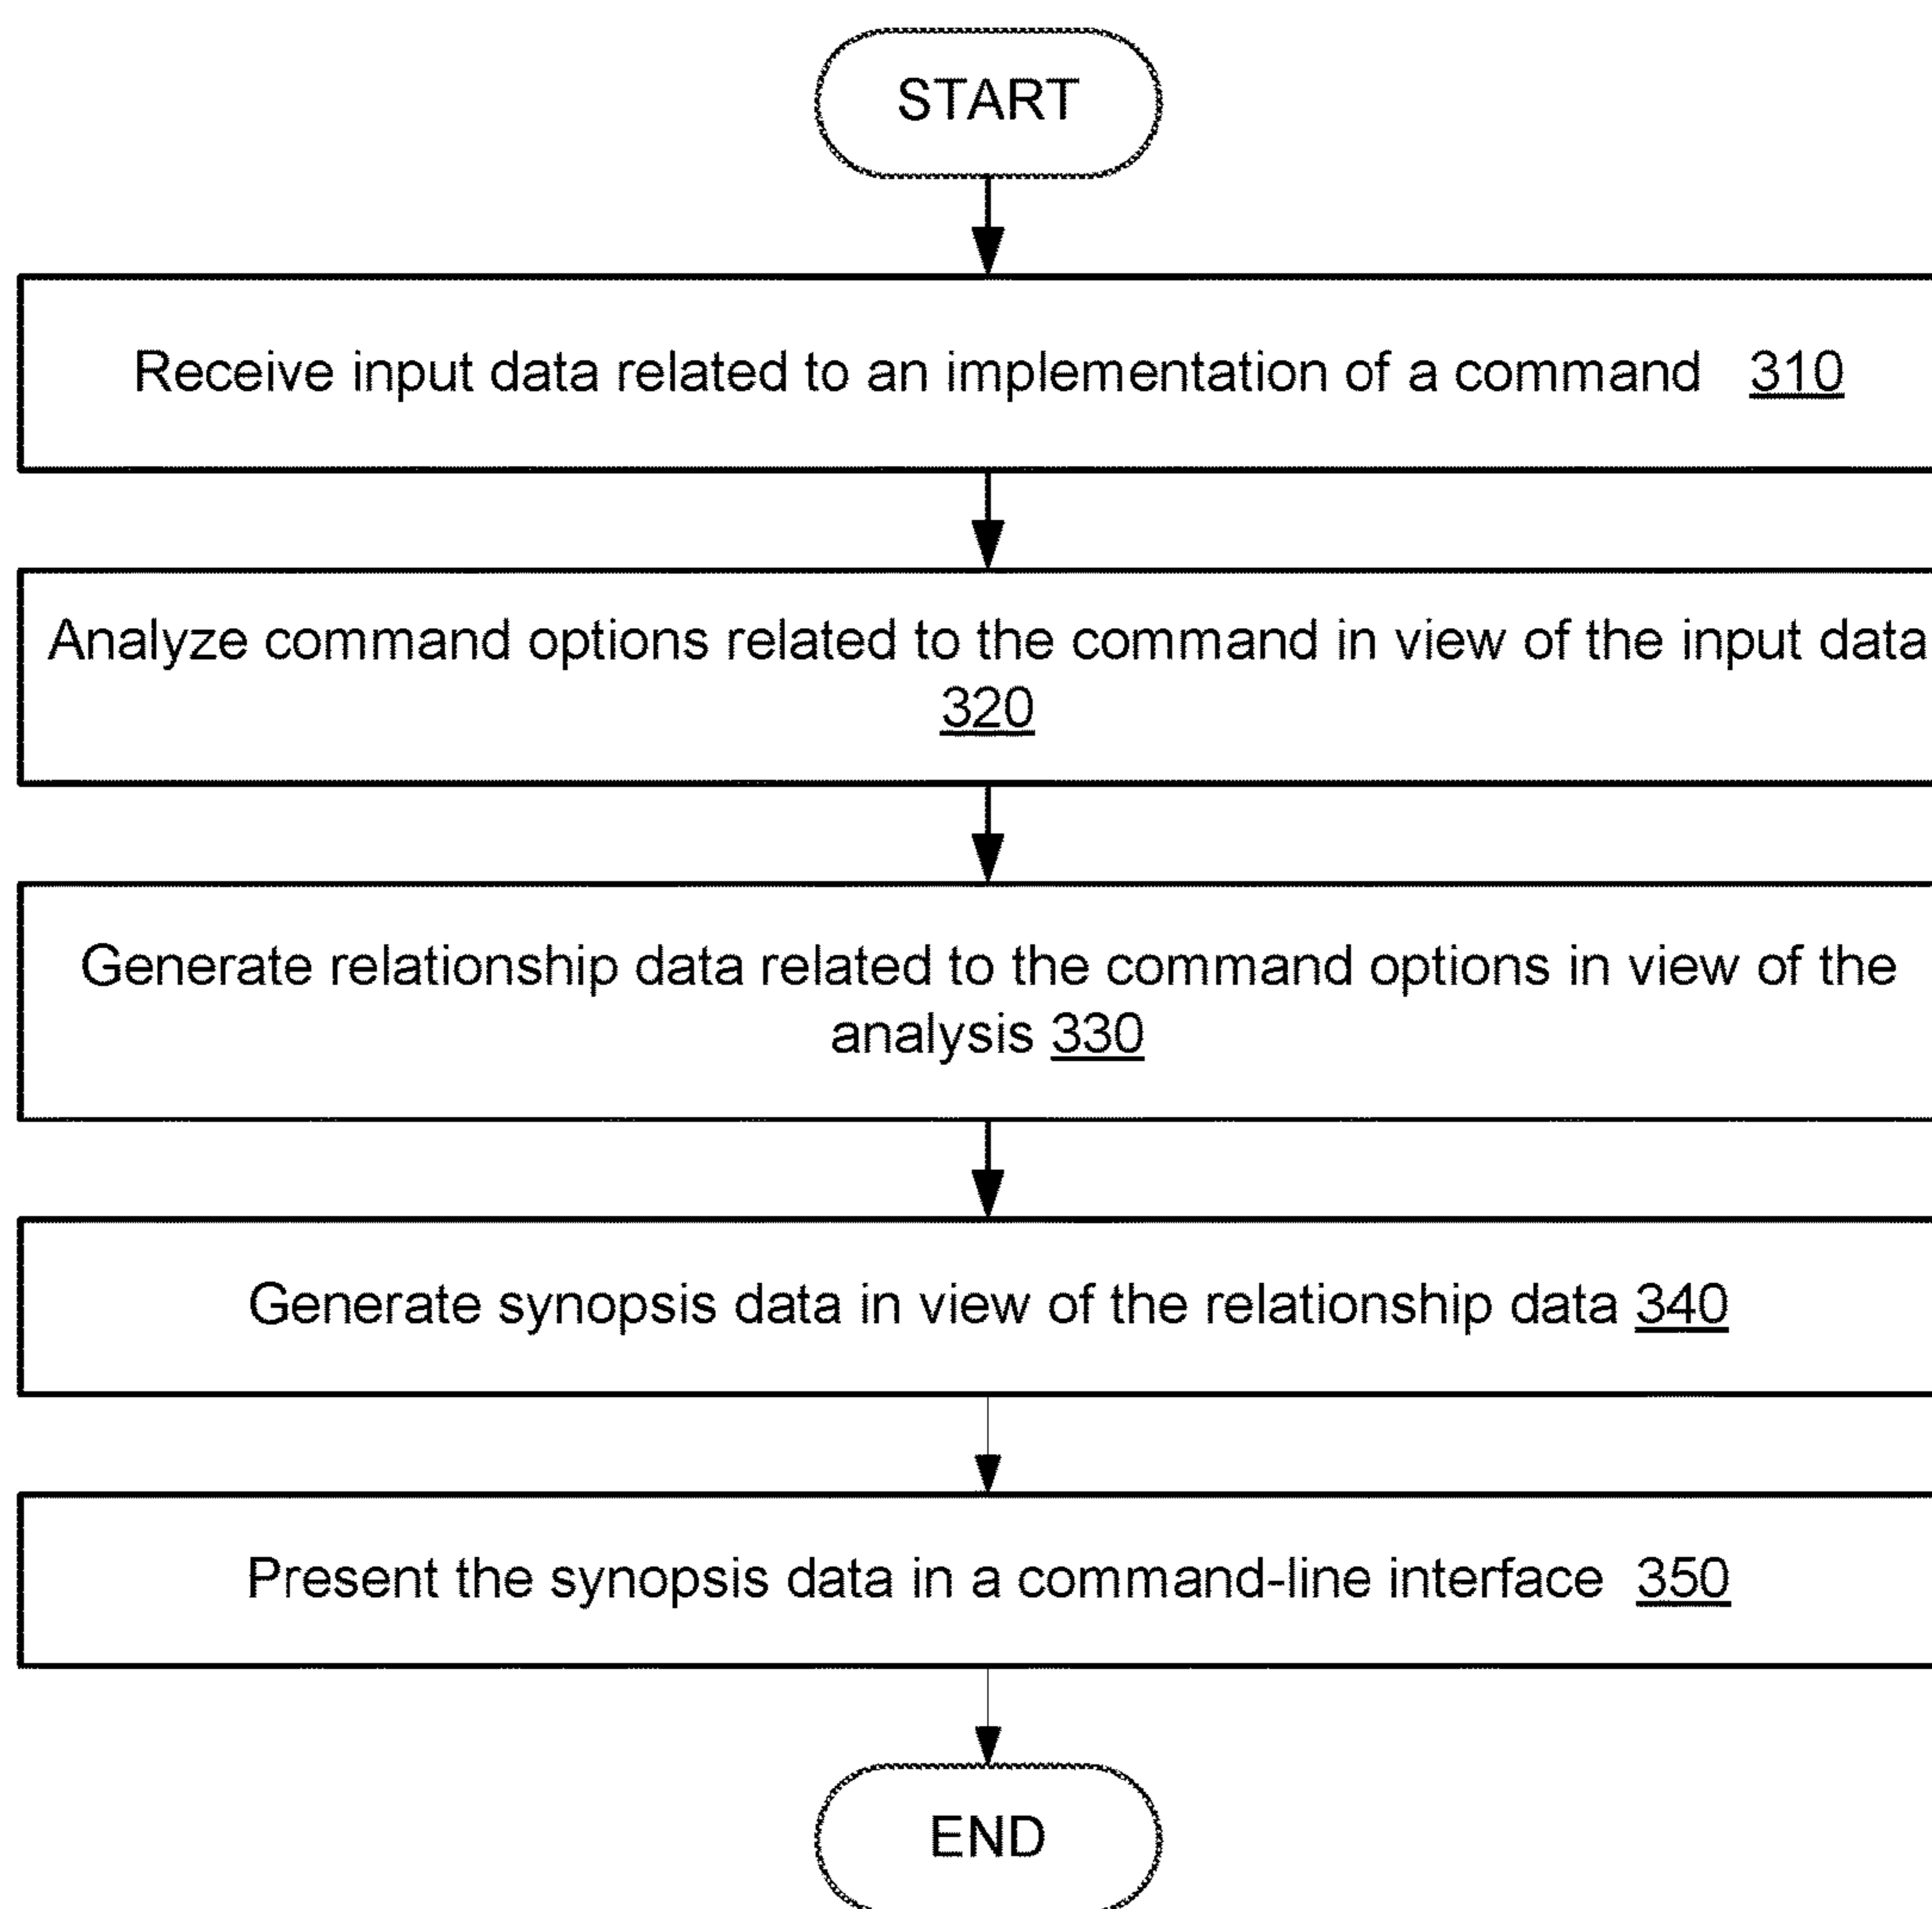 START
Receive input data related to an implementation of a command 310
Analyze command options related to the command in view of the input data
320
Generate relationship data related to the command options in view of the
analysis 330
Generate synopsis data in view of the relationship data 340
Present the synopsis data in a command-line interface 350
END